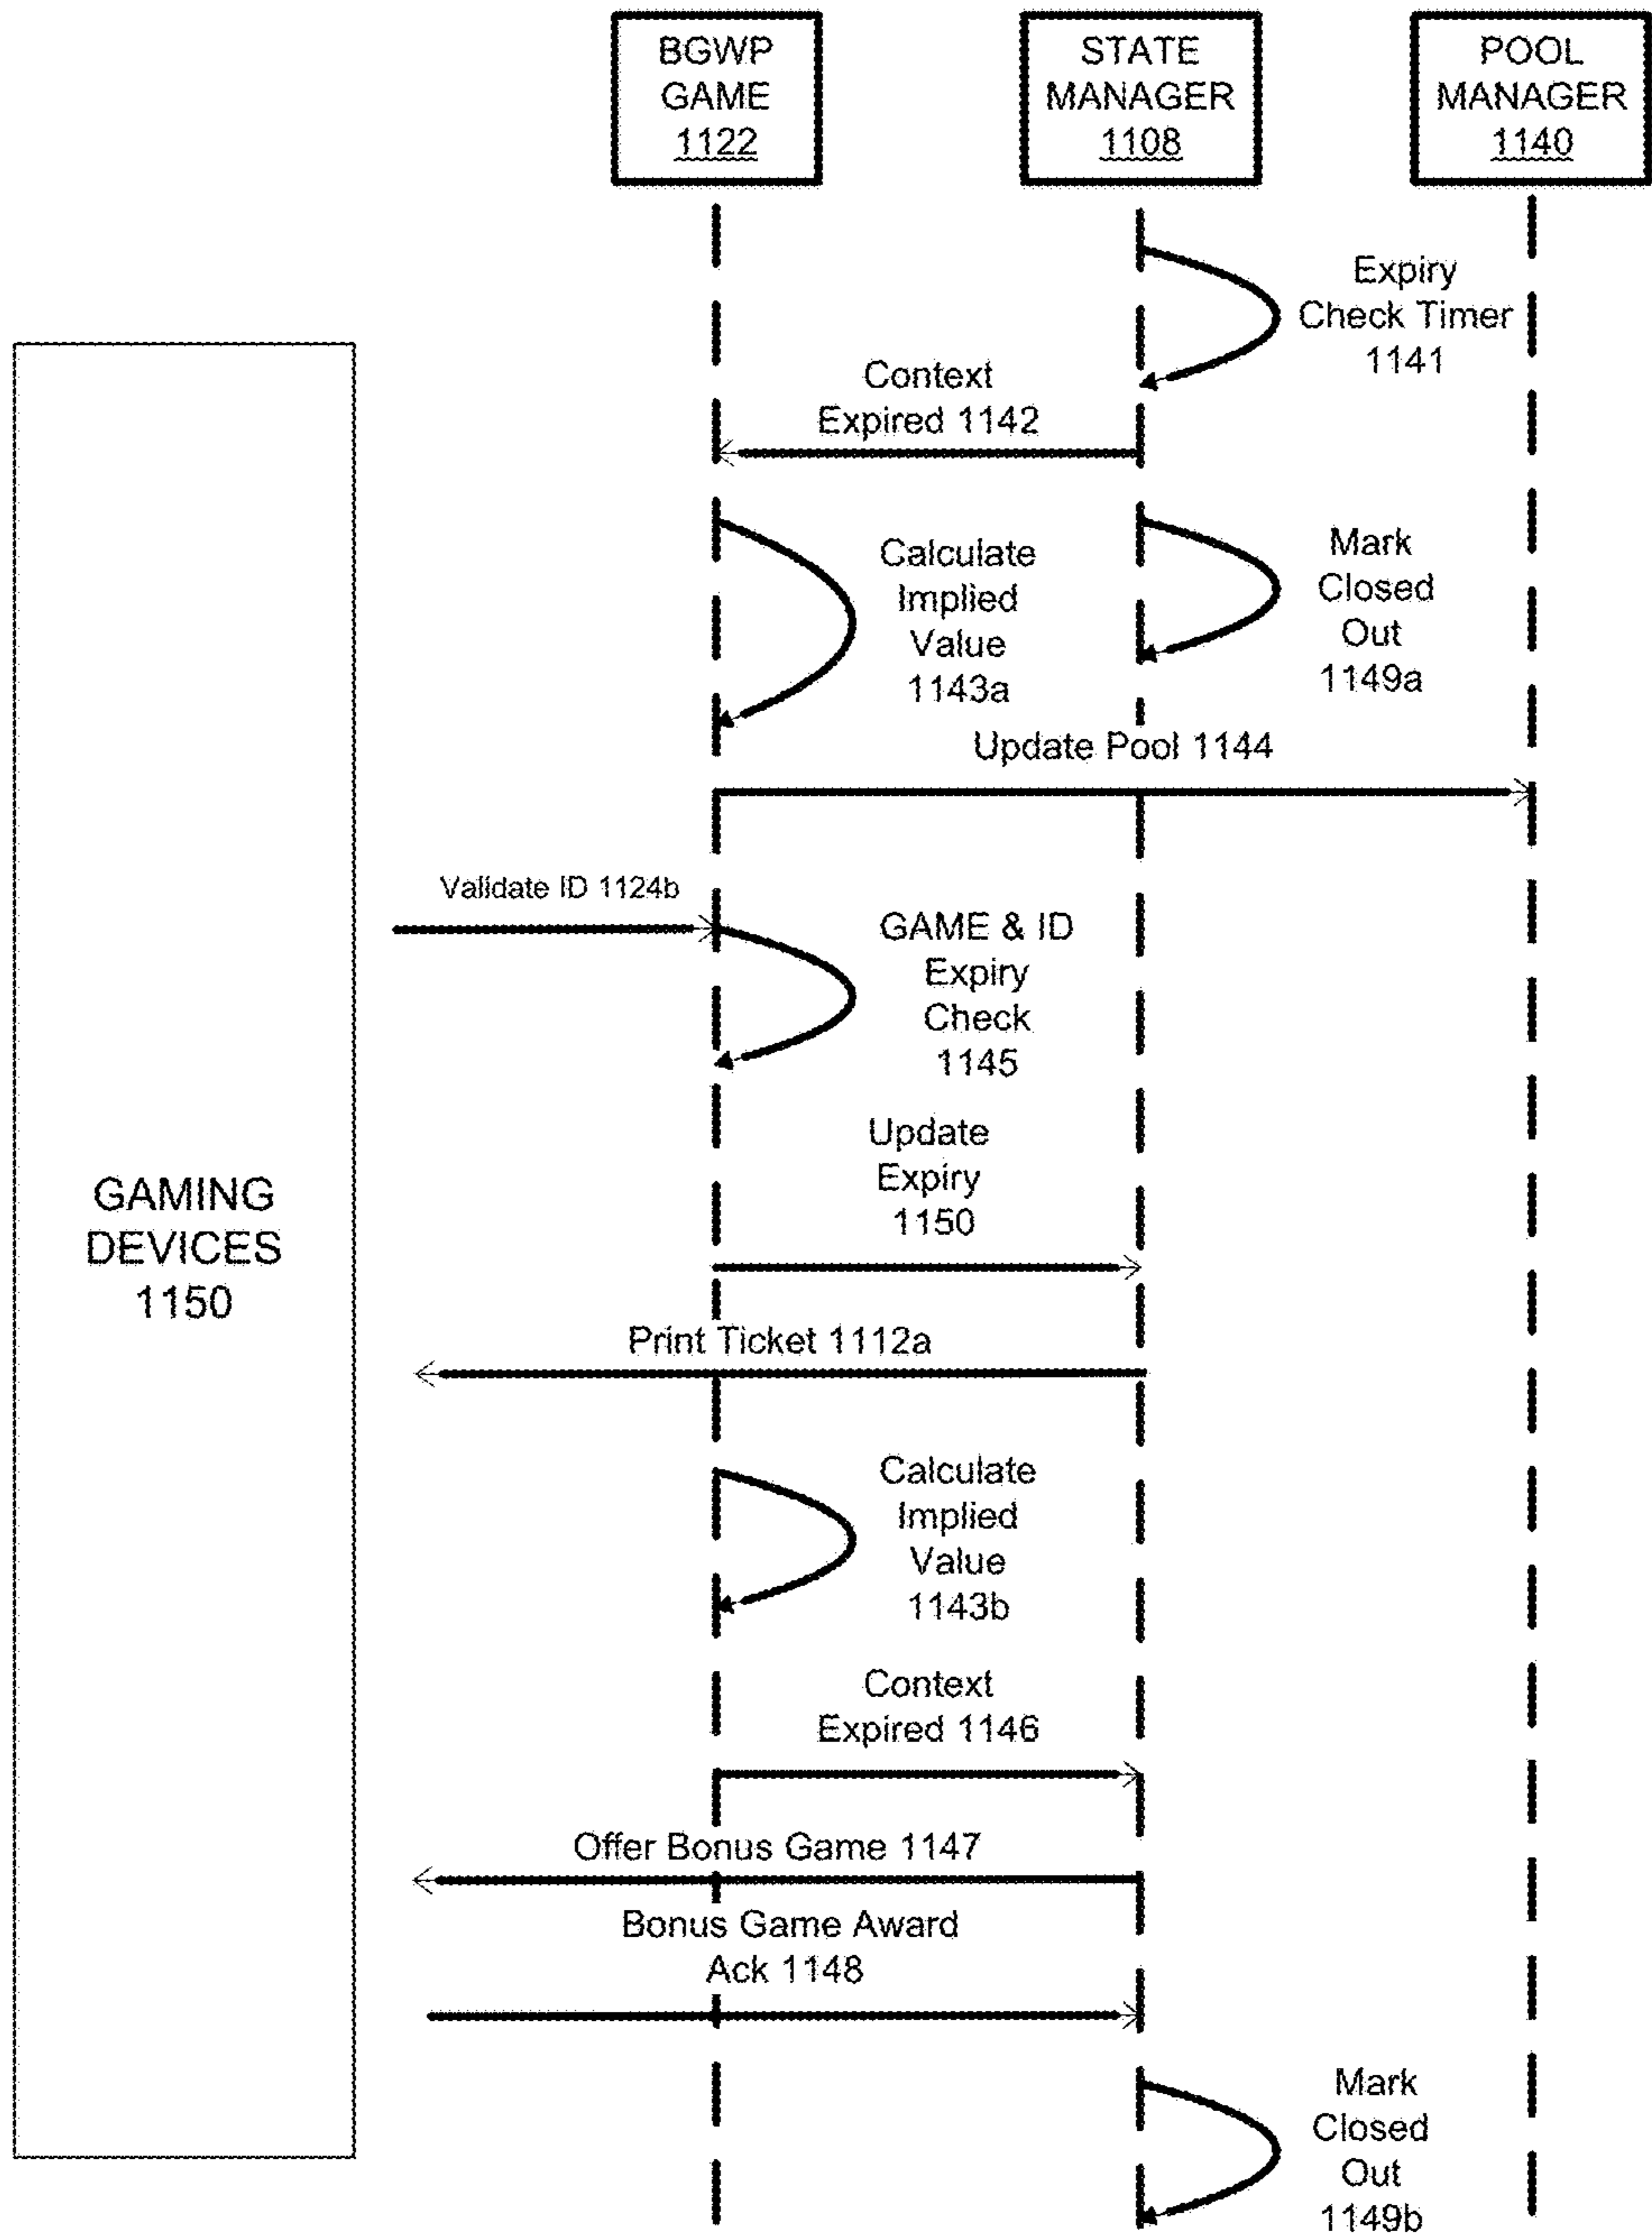 BGWP
GAME
1122
STATE
MANAGER
1108
POOL
MANAGER
1140
Expiry
Check Timer
1141
Context
Expired 1142
Calculate
Implied
Value
1143a
Mark
Closed
Out
1149a
Update Pool 1144
Validate ID 1124b
GAME & ID
Expiry
Check
1145
Update
Expiry
1150
GAMING
DEVICES
1150
Print Ticket 1112a
Calculate
Implied
Value
1143b
Context
Expired 1146
Offer Bonus Game 1147
Bonus Game Award
Ack 1148
Mark
Closed
Out
1149b